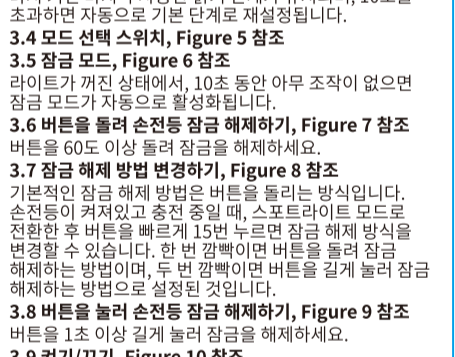 초과하면 자동으로 기본 단계로 재설정됩니다.
3.4 모드 선택 스위치, Figure 5 참조
3.5 잠금 모드, Figure 6 참조
라이트가 꺼진 상태에서, 10초 동안 아무 조작이 없으면
잠금 모드가 자동으로 활성화됩니다.
3.6 버튼을 돌려 손전등 잠금 해제하기, Figure 7 참조
버튼을 60도 이상 돌려 잠금을 해제하세요.
3.7 잠금 해제 방법 변경하기, Figure 8 참조
기본적인 잠금 해제 방법은 버튼을 돌리는 방식입니다.
손전등이 켜져있고 충전 중일 때, 스포트라이트 모드로
전환한 후 버튼을 빠르게 15번 누르면 잠금 해제 방식을
변경할 수 있습니다. 한 번 깜빡이면 버튼을 돌려 잠금
해제하는 방법이며, 두 번 깜빡이면 버튼을 길게 눌러 잠금
해제하는 방법으로 설정된 것입니다.
3.8 버튼을 눌러 손전등 잠금 해제하기, Figure 9 참조
버튼을 1초 이상 길게 눌러 잠금을 해제하세요.
3.9 켜기/끄기, Figure 10 참조